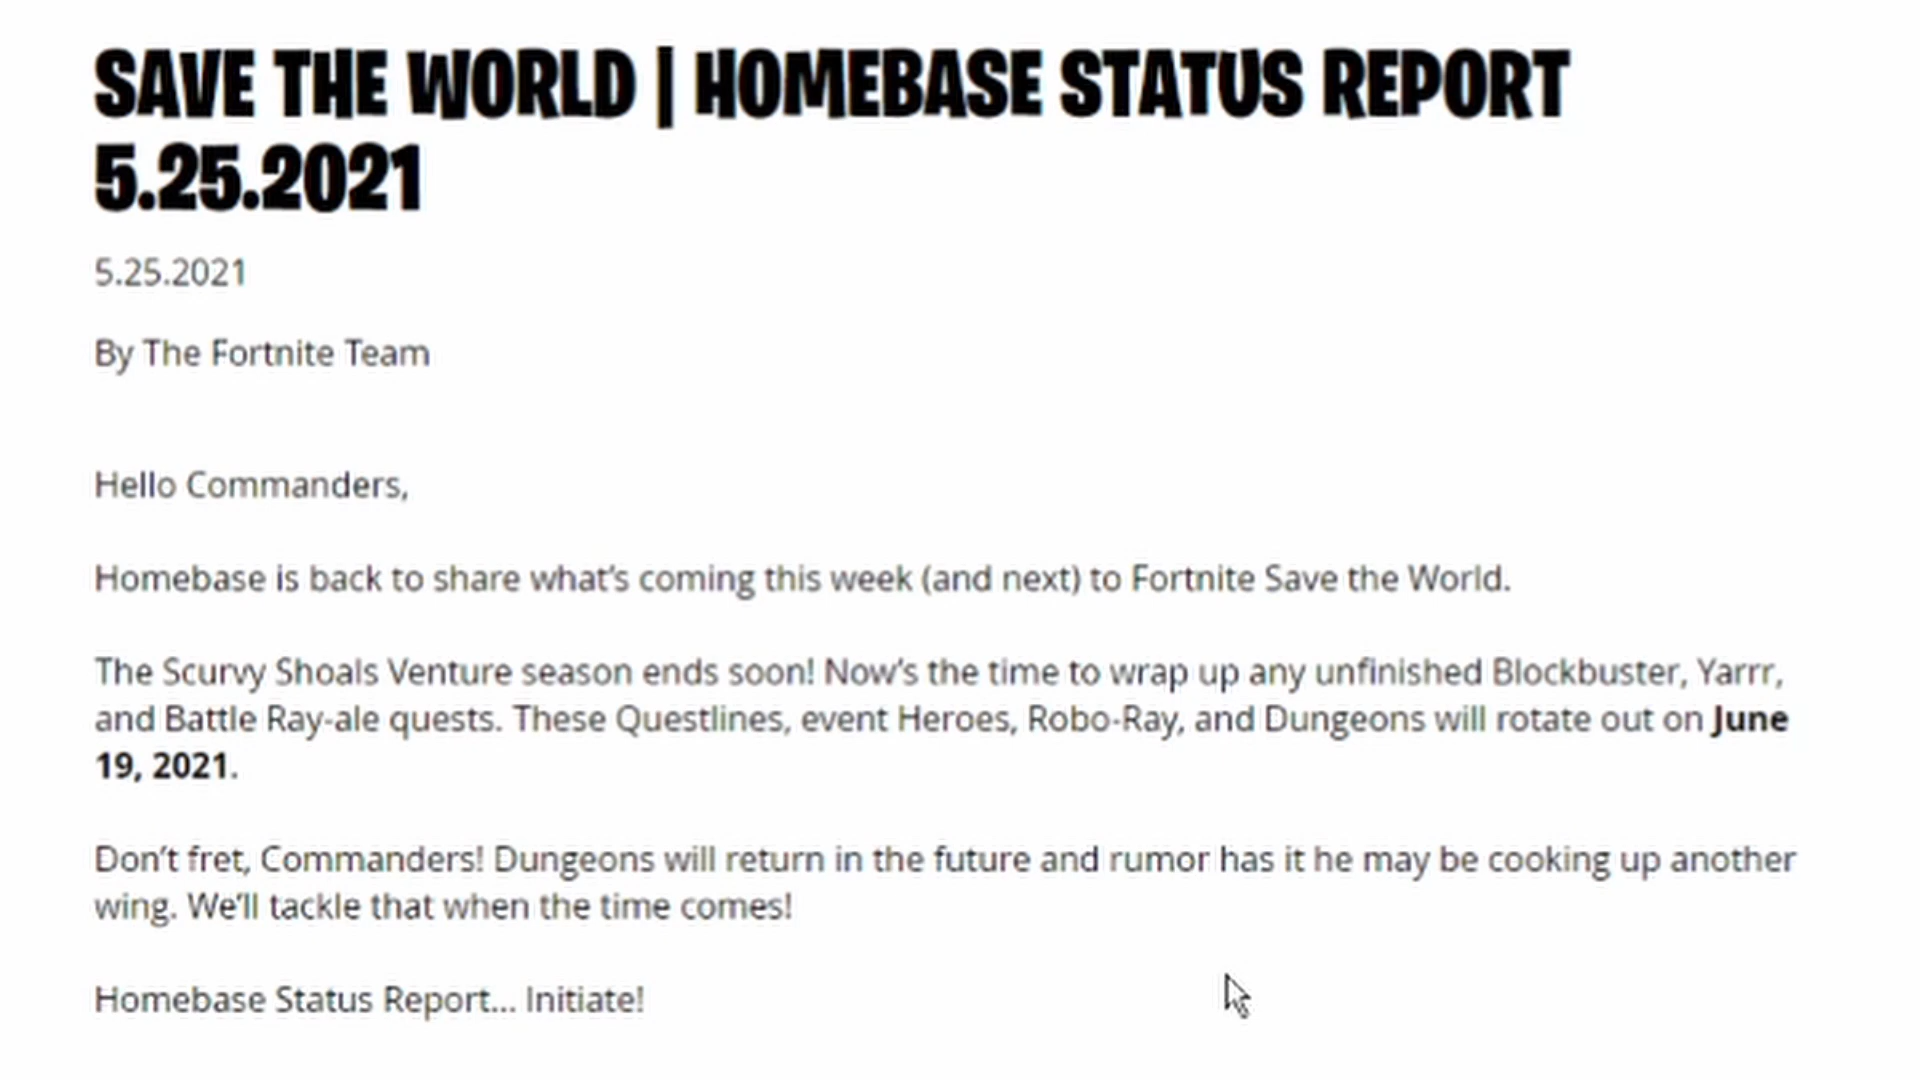 SAVE THE WORLD | HOMEBASE STATUS REPORT
5.25.2021
5.25.2021
By The Fortnite Team
Hello Commanders,
Homebase is back to share what's coming this week (and next) to Fortnite Save the World.
The Scurvy Shoals Venture season ends soon! Now's the time to wrap up any unfinished Blockbuster, Yarrr,
and Battle Ray-ale quests. These Questlines, event Heroes, Robo-Ray, and Dungeons will rotate out on June
19, 2021.
Don't fret, Commanders! Dungeons will return in the future and rumor has it he may be cooking up another
wing. We'll tackle that when the time comes!
Homebase Status Report... Initiate!